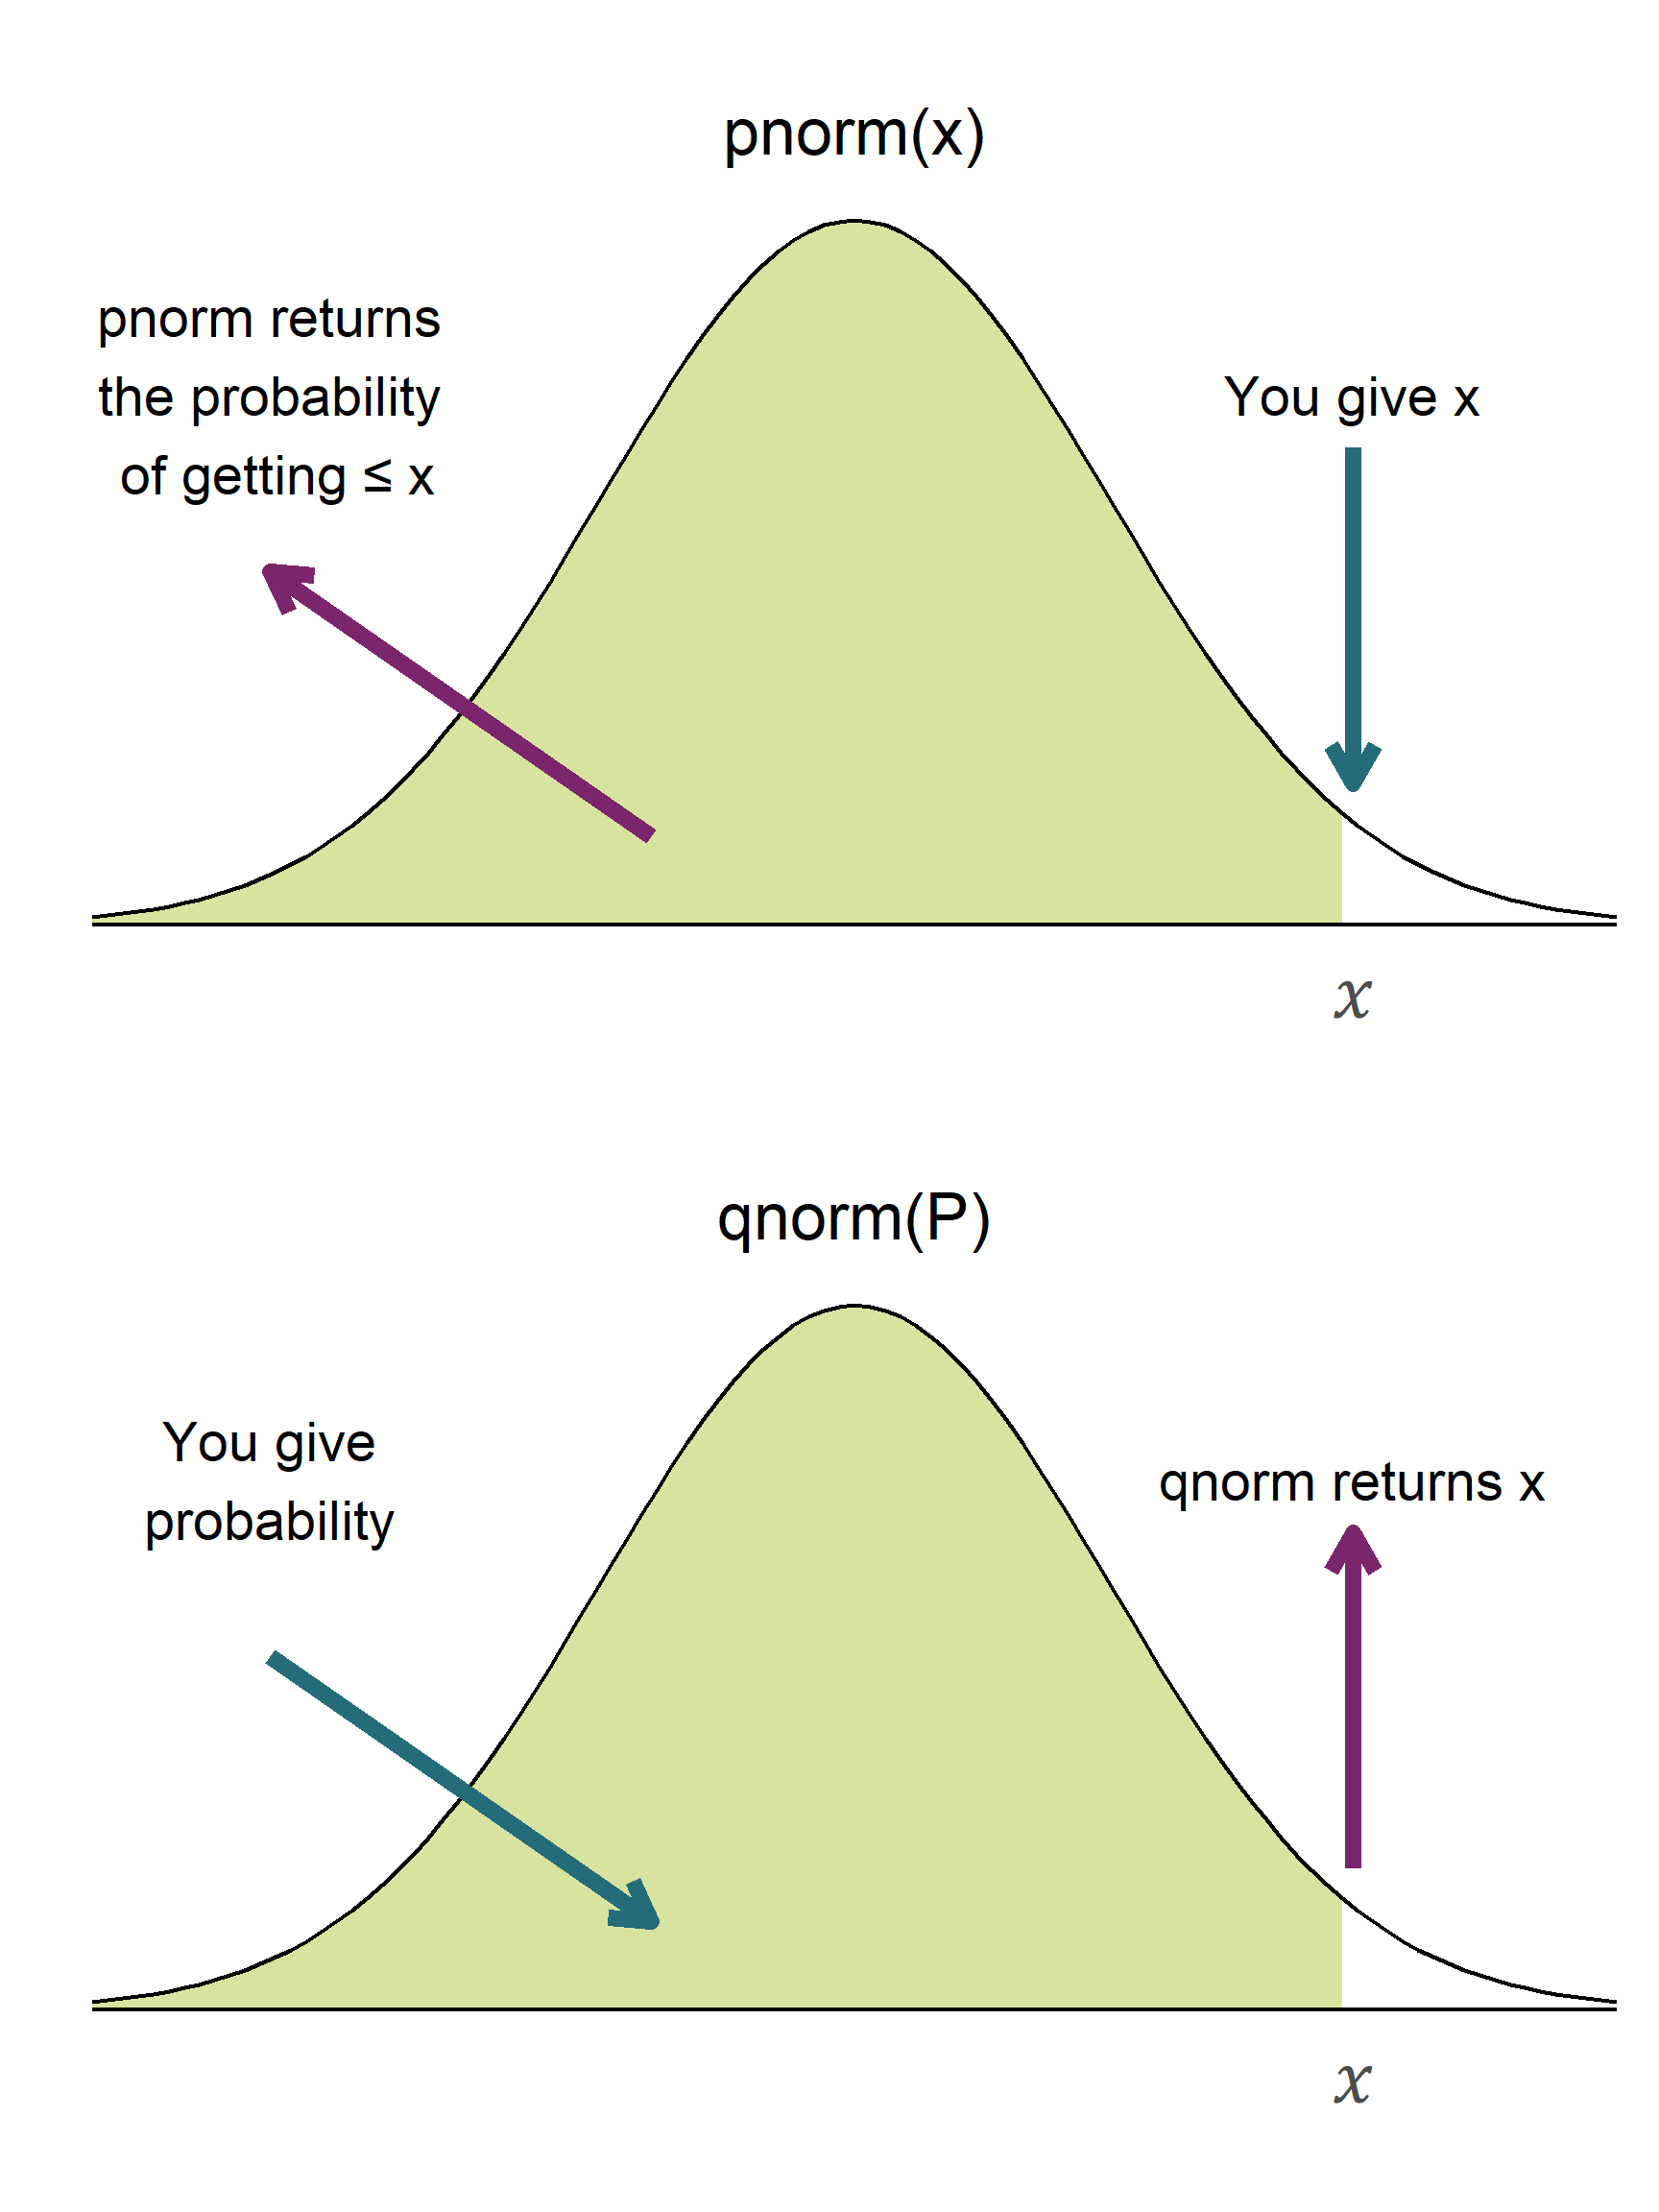 pnorm(x)
pnorm returns
the probability
of getting ≤ x
You give x
x
qnorm(P)
You give
probability
qnorm returns x
x